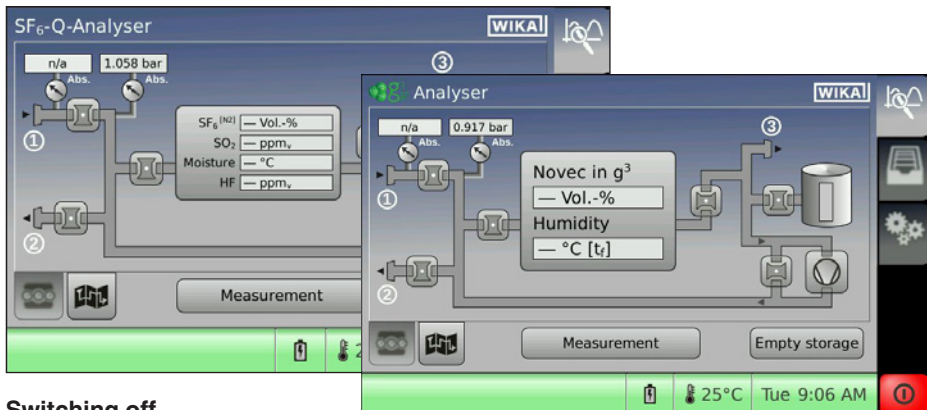 SF₆-Q-Analyser
WIKA
n/a
1.058 bar
Abs.
Abs.
①
②
③
SF₆ [N2] — Vol.-%
SO₂ — ppmᵥ
Moisture — °C
HF — ppmᵥ
Measurement
g³ Analyser
WIKA
n/a
0.917 bar
Abs.
Abs.
①
②
③
Novec in g³
— Vol.-%
Humidity
— °C [tf]
Measurement
Empty storage
25°C
Tue 9:06 AM
Switching off